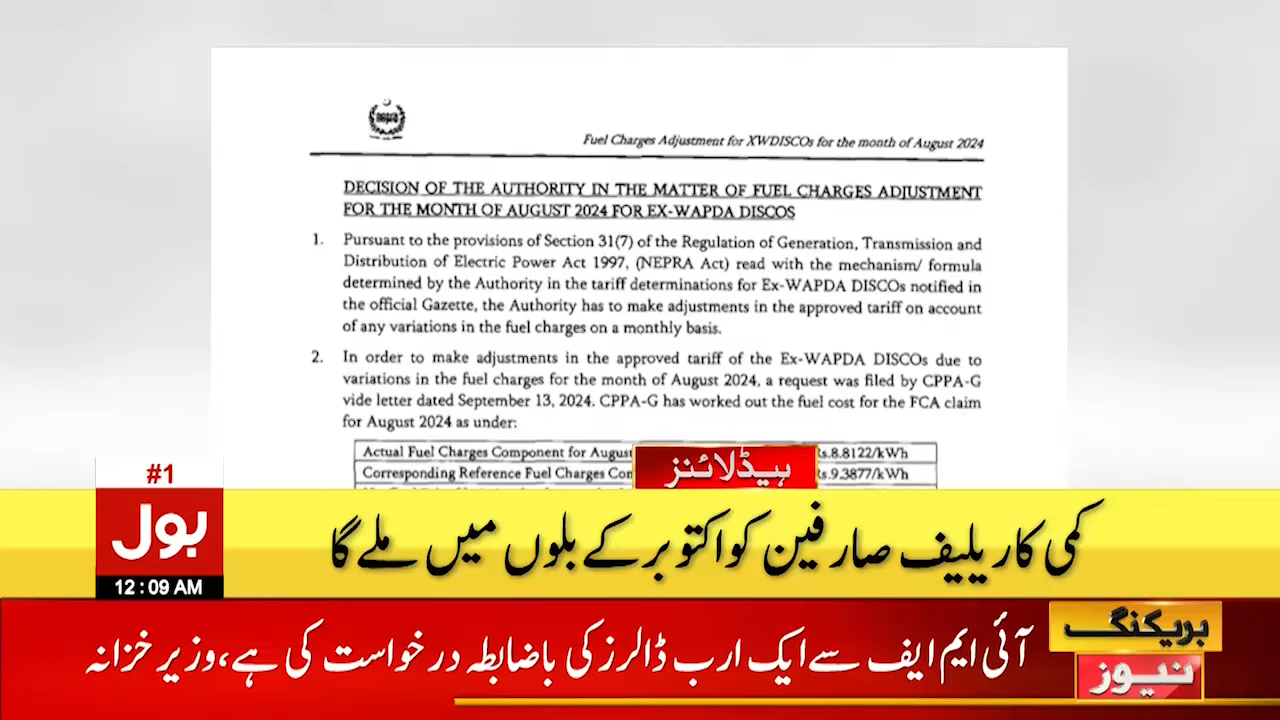 Fuel Charges Adjustment for XWDISCOs for the month of August 2024
DECISION OF THE AUTHORITY IN THE MATTER OF FUEL CHARGES ADJUSTMENT
FOR THE MONTH OF AUGUST 2024 FOR EX-WAPDA DISCOS
1. Pursuant to the provisions of Section 31(7) of the Regulation of Generation, Transmission and
Distribution of Electric Power Act 1997, (NEPRA Act) read with the mechanism/ formula
determined by the Authority in the tariff determinations for Ex-WAPDA DISCOs notified in
the official Gazette, the Authority has to make adjustments in the approved tariff on account
of any variations in the fuel charges on a monthly basis.
2. In order to make adjustments in the approved tariff of the Ex-WAPDA DISCOs due to
variations in the fuel charges for the month of August 2024, a request was filed by CPPA-G
vide letter dated September 13, 2024. CPPA-G has worked out the fuel cost for the FCA claim
for August 2024 as under:
Actual Fuel Charges Component for Augus Rs.8.8122/kWh
Corresponding Reference Fuel Charges Com Rs.9.3877/kWh
ہیڈلائنز
#1
بول
12:09 AM
کمی کا ریلیف صارفین کو اکتوبر کے بلوں میں ملے گا
بریکنگ
نیوز
آئی ایم ایف سے ایک ارب ڈالرز کی باضابطہ درخواست کی ہے، وزیر خزانہ